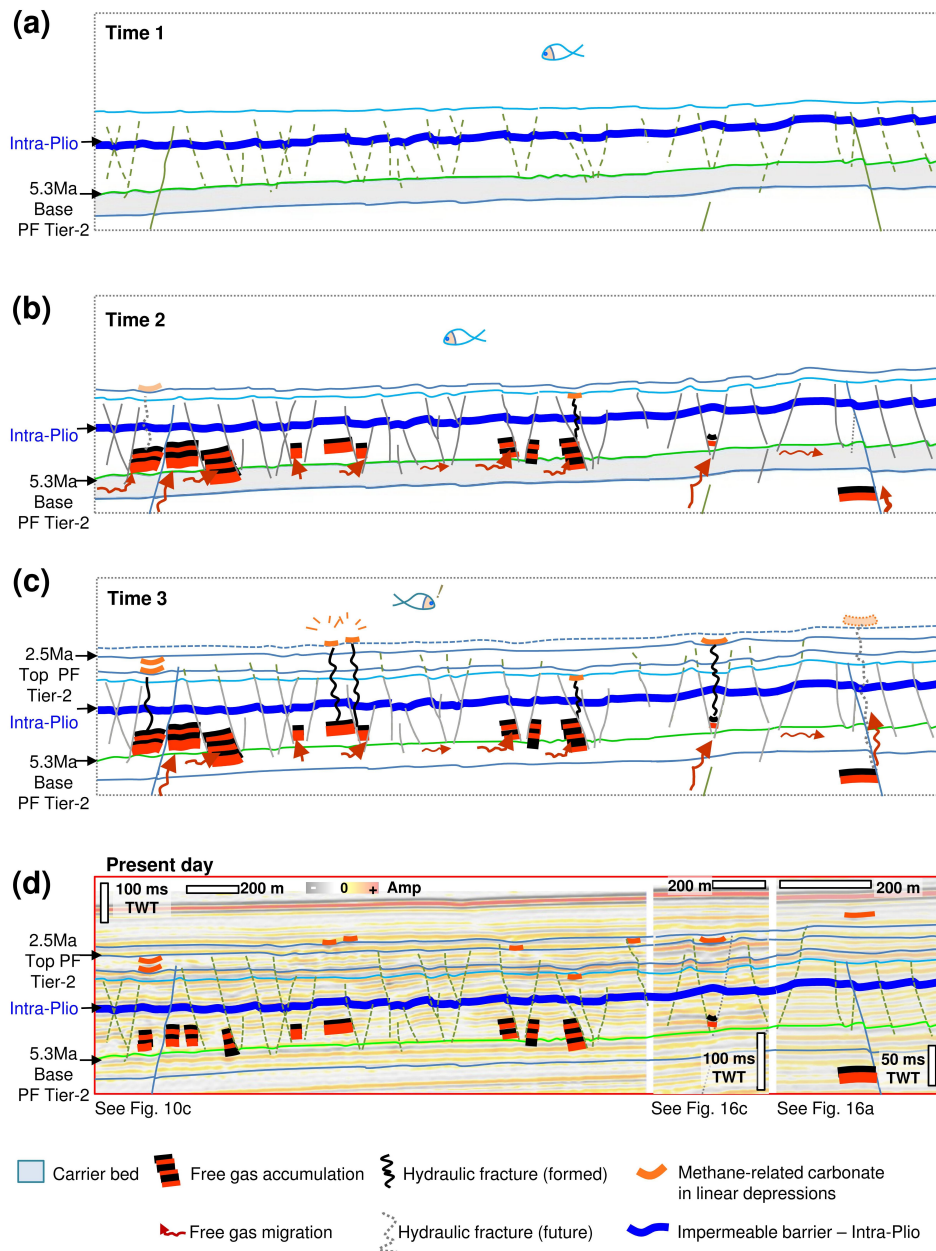 (a)
Time 1
Intra-Plio
5.3Ma
Base
PF Tier-2
(b)
Time 2
Intra-Plio
5.3Ma
Base
PF Tier-2
(c)
Time 3
2.5Ma
Top PF
Tier-2
Intra-Plio
5.3Ma
Base
PF Tier-2
Present day
(d)
100 ms
TWT
200 m
- 0 + Amp
200 m
200 m
2.5Ma
Top PF
Tier-2
Intra-Plio
5.3Ma
Base
PF Tier-2
100 ms
TWT
50 ms
TWT
See Fig. 10c
See Fig. 16c
See Fig. 16a
Carrier bed
Free gas accumulation
Hydraulic fracture (formed)
Methane-related carbonate
in linear depressions
Free gas migration
Hydraulic fracture (future)
Impermeable barrier – Intra-Plio